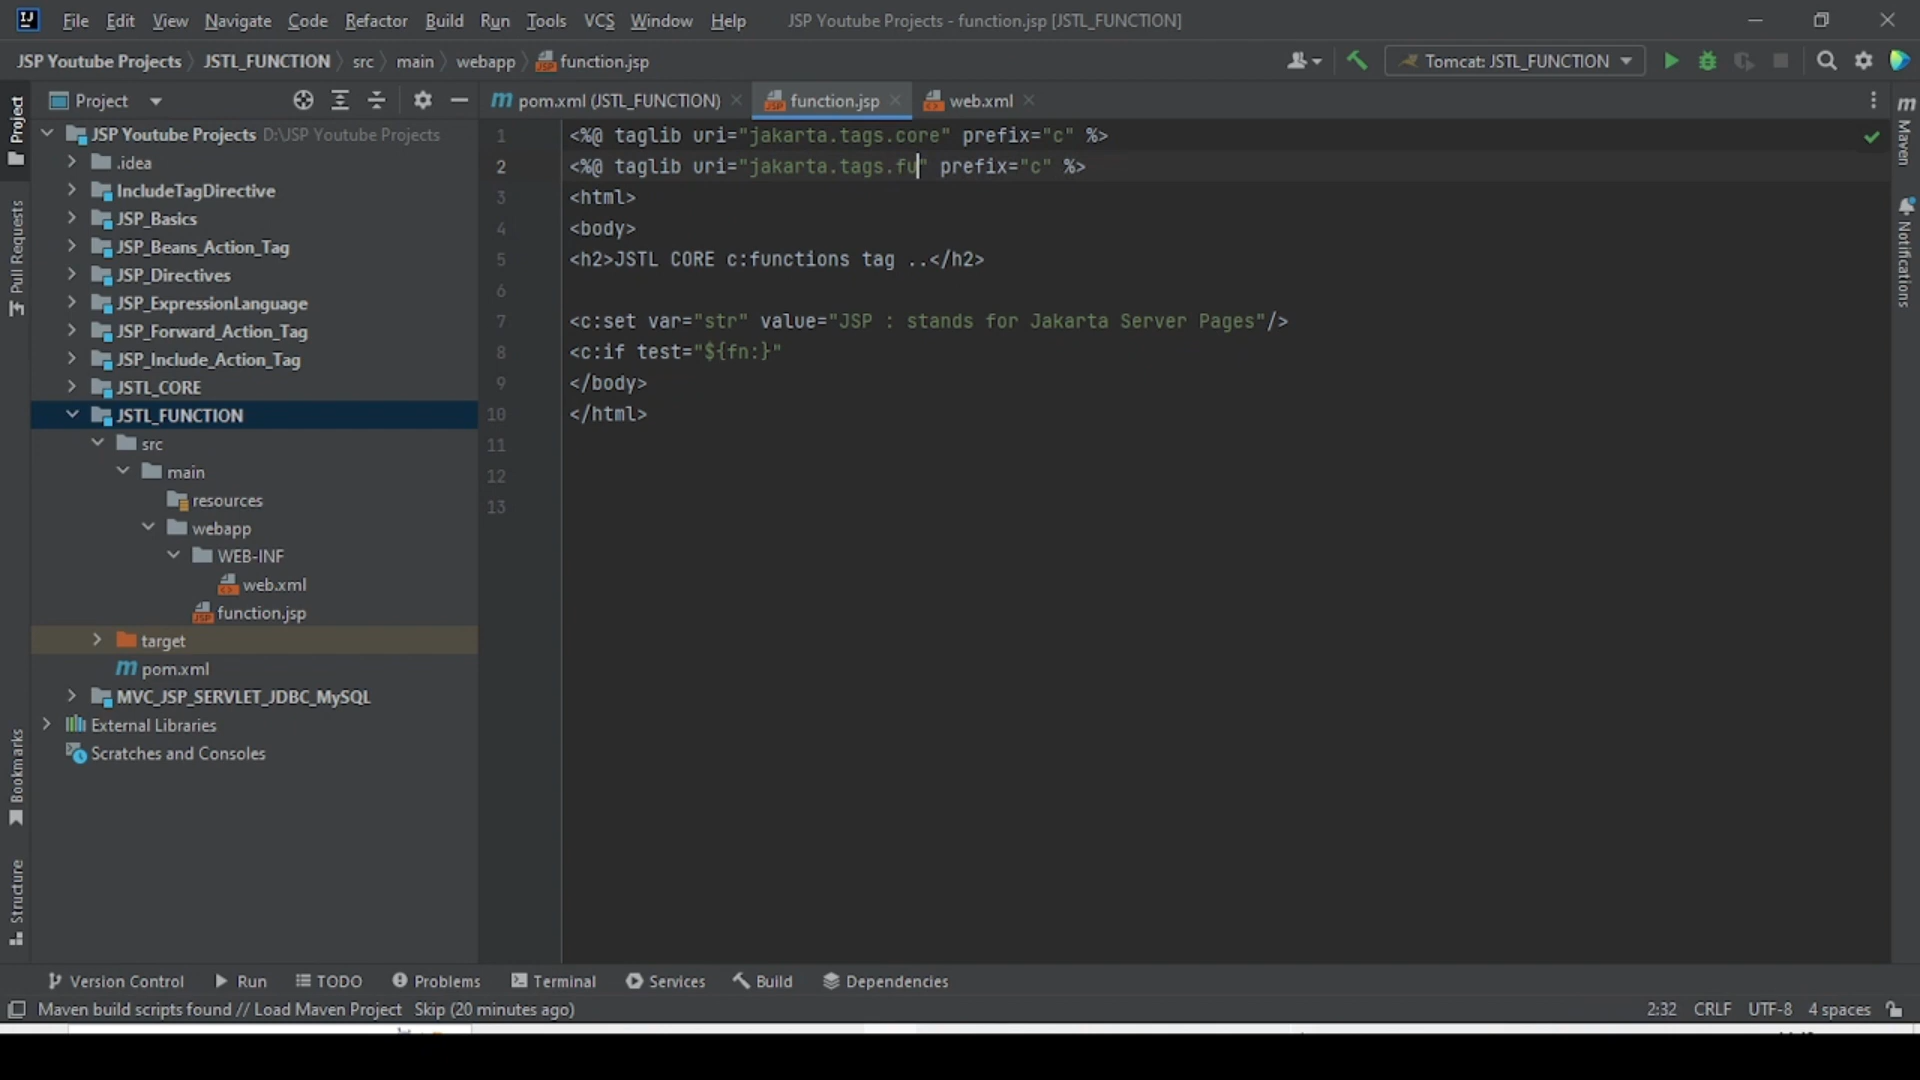 File Edit View Navigate Code Refactor Build Run Tools VCS Window Help JSP Youtube Projects - function.jsp [JSTL_FUNCTION]
JSP Youtube Projects JSTL_FUNCTION src main webapp function.jsp Tomcat: JSTL_FUNCTION
Project pom.xml (JSTL_FUNCTION) function.jsp web.xml
JSP Youtube Projects D:\JSP Youtube Projects
.idea
IncludeTagDirective
JSP_Basics
JSP_Beans_Action_Tag
JSP_Directives
JSP_ExpressionLanguage
JSP_Forward_Action_Tag
JSP_Include_Action_Tag
JSTL_CORE
JSTL_FUNCTION
src
main
resources
webapp
WEB-INF
web.xml
function.jsp
target
pom.xml
MVC_JSP_SERVLET_JDBC_MySQL
External Libraries
Scratches and Consoles
1 <%@ taglib uri="jakarta.tags.core" prefix="c" %>
2 <%@ taglib uri="jakarta.tags.fu" prefix="c" %>
3 <html>
4 <body>
5 <h2>JSTL CORE c:functions tag ..</h2>
6
7 <c:set var="str" value="JSP : stands for Jakarta Server Pages"/>
8 <c:if test="${fn:}"
9 </body>
10 </html>
11
12
13
Project
Pull Requests
Bookmarks
Structure
Maven
Notifications
Version Control Run TODO Problems Terminal Services Build Dependencies
Maven build scripts found // Load Maven Project Skip (20 minutes ago) 2:32 CRLF UTF-8 4 spaces